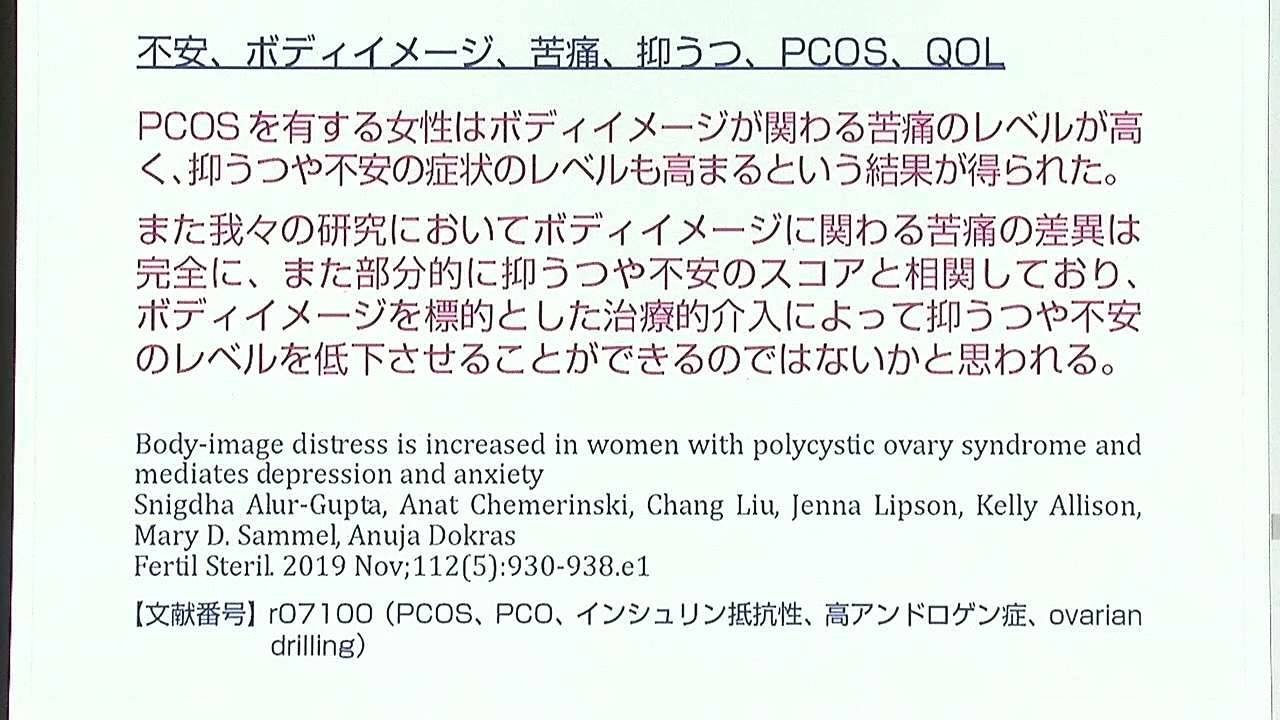 不安、ボディイメージ、苦痛、抑うつ、PCOS、QOL
PCOSを有する女性はボディイメージが関わる苦痛のレベルが高
く、抑うつや不安の症状のレベルも高まるという結果が得られた。
また我々の研究においてボディイメージに関わる苦痛の差異は
完全に、また部分的に抑うつや不安のスコアと相関しており、
ボディイメージを標的とした治療的介入によって抑うつや不安
のレベルを低下させることができるのではないかと思われる。
Body-image distress is increased in women with polycystic ovary syndrome and
mediates depression and anxiety
Snigdha Alur-Gupta, Anat Chemerinski, Chang Liu, Jenna Lipson, Kelly Allison,
Mary D. Sammel, Anuja Dokras
Fertil Steril. 2019 Nov;112(5):930-938.e1
【文献番号】r07100（PCOS、PCO、インシュリン抵抗性、高アンドロゲン症、ovarian
drilling）